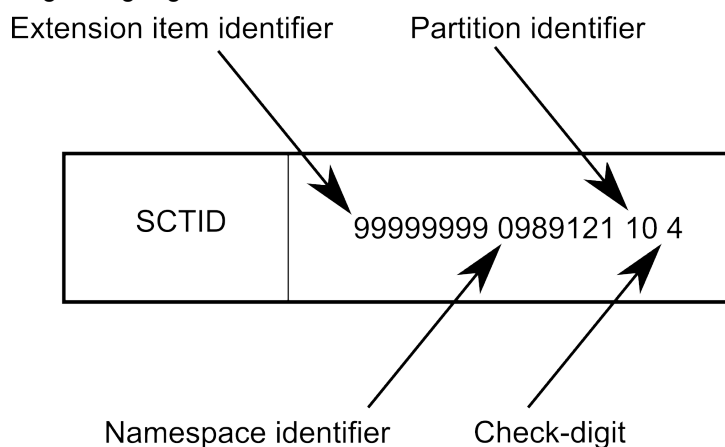 Extension item identifier Partition identifier
SCTID 99999999 0989121 10 4
Namespace identifier Check-digit